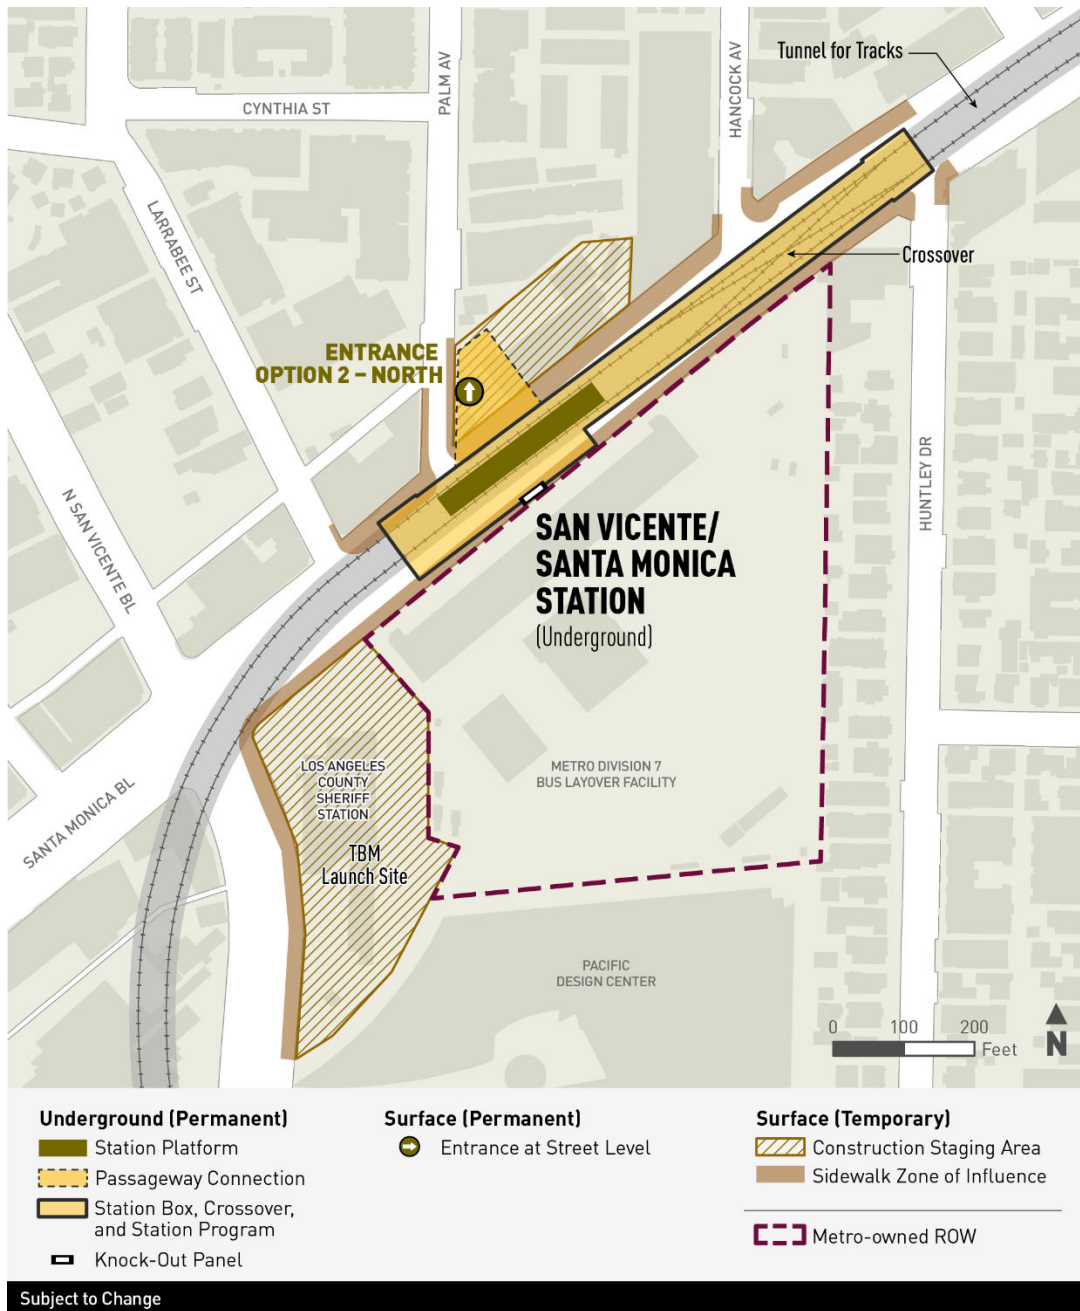 Tunnel for Tracks
CYNTHIA ST
PALM AV
HANCOCK AV
LARRABEE ST
Crossover
ENTRANCE
OPTION 2 – NORTH
N SAN VICENTE BL
HUNTLEY DR
SAN VICENTE/
SANTA MONICA
STATION
(Underground)
LOS ANGELES
COUNTY
SHERIFF
STATION
METRO DIVISION 7
BUS LAYOVER FACILITY
SANTA MONICA BL
TBM
Launch Site
PACIFIC
DESIGN CENTER
0 100 200
Feet
N
Underground (Permanent)
Station Platform
Passageway Connection
Station Box, Crossover,
and Station Program
Knock-Out Panel
Surface (Permanent)
Entrance at Street Level
Surface (Temporary)
Construction Staging Area
Sidewalk Zone of Influence
Metro-owned ROW
Subject to Change